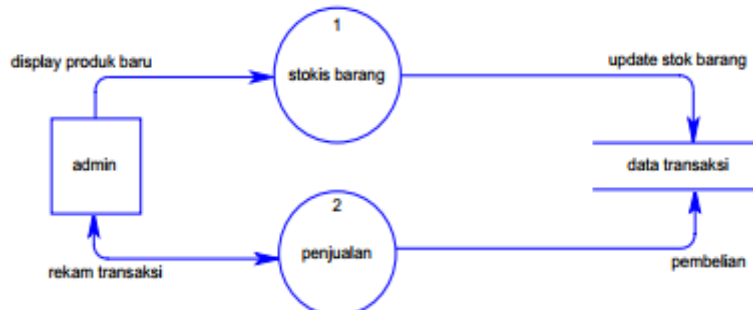 1
display produk baru
stokis barang
update stok barang
admin
data transaksi
2
penjualan
rekam transaksi
pembelian